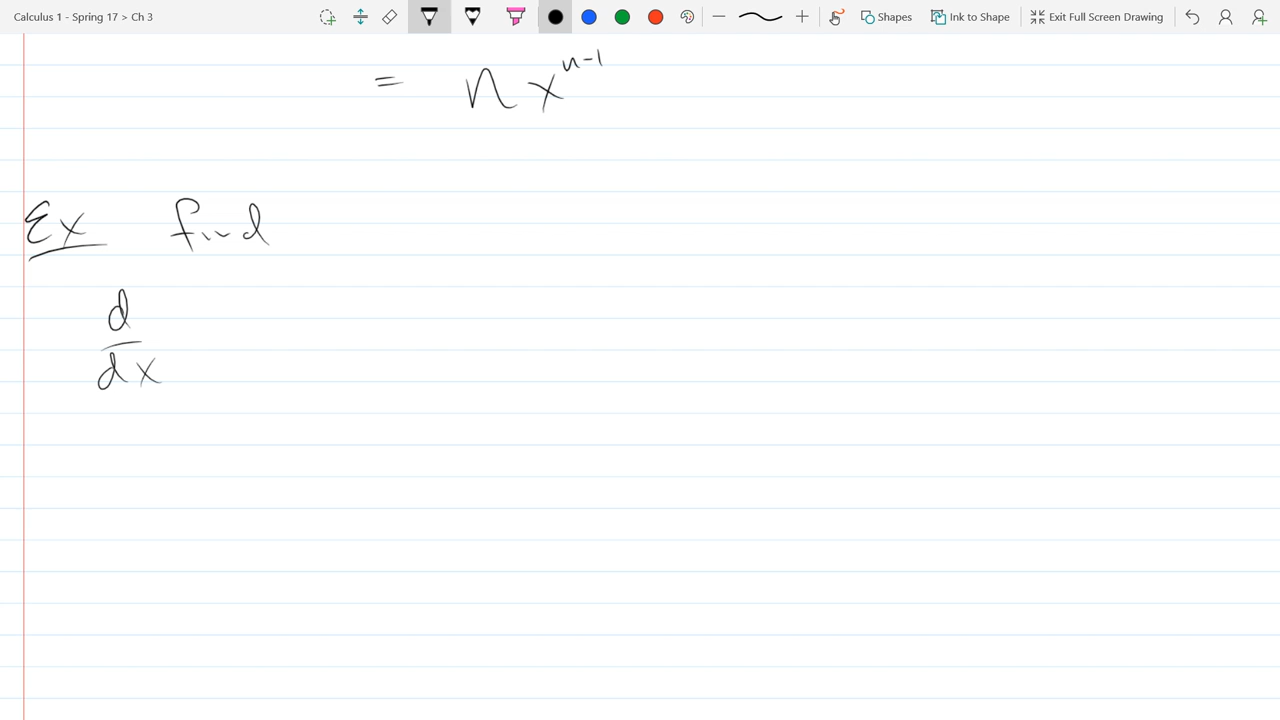 Calculus 1 - Spring 17 > Ch 3 Shapes Ink to Shape Exit Full Screen Drawing
= n x^{n-1}
Ex find
d
dx